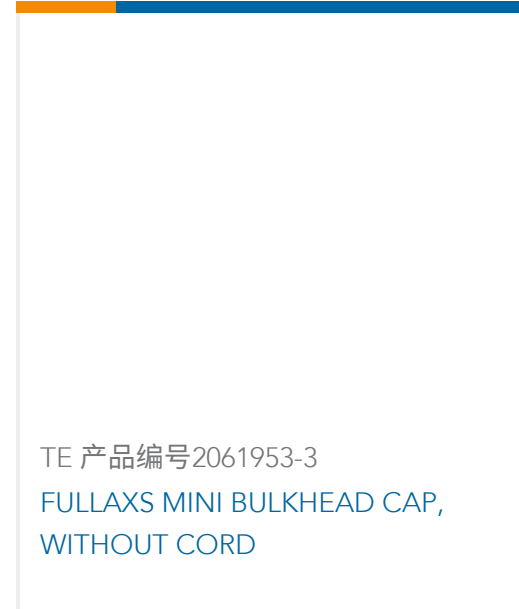 TE 产品编号2061953-3
FULLAXS MINI BULKHEAD CAP,
WITHOUT CORD